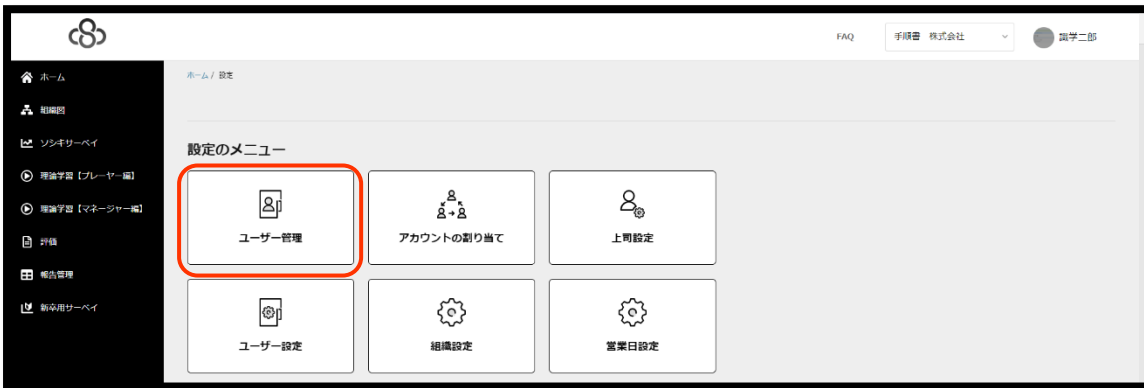 FAQ
手順書 株式会社
識学二郎
ホーム
組織図
ソシキサーベイ
理論学習【プレーヤー編】
理論学習【マネージャー編】
評価
報告管理
新卒用サーベイ
ホーム / 設定
設定のメニュー
ユーザー管理
アカウントの割り当て
上司設定
ユーザー設定
組織設定
営業日設定